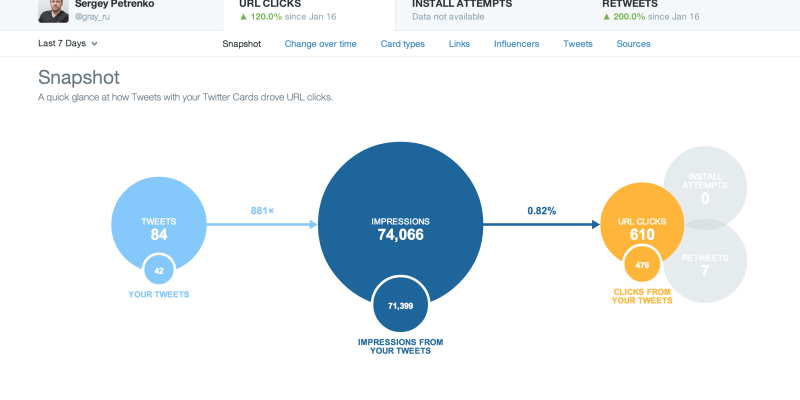 Sergey Petrenko
@gray_ru
URL CLICKS
▲ 120.0% since Jan 16
INSTALL ATTEMPTS
Data not available
RETWEETS
▲ 200.0% since Jan 16
Last 7 Days
Snapshot
Change over time
Card types
Links
Influencers
Tweets
Sources
Snapshot
A quick glance at how Tweets with your Twitter Cards drove URL clicks.
TWEETS
84
42
YOUR TWEETS
881×
IMPRESSIONS
74,066
71,399
IMPRESSIONS FROM
YOUR TWEETS
0.82%
URL CLICKS
610
478
CLICKS FROM
YOUR TWEETS
INSTALL
ATTEMPTS
0
RETWEETS
7